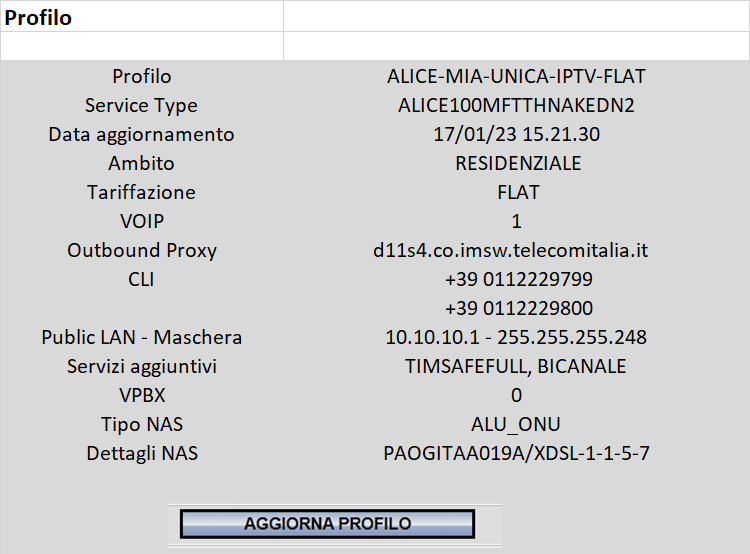 Profilo
Profilo ALICE-MIA-UNICA-IPTV-FLAT
Service Type ALICE100MFTTHNAKEDN2
Data aggiornamento 17/01/23 15.21.30
Ambito RESIDENZIALE
Tariffazione FLAT
VOIP 1
Outbound Proxy d11s4.co.imsw.telecomitalia.it
CLI +39 0112229799
+39 0112229800
Public LAN - Maschera 10.10.10.1 - 255.255.255.248
Servizi aggiuntivi TIMSAFEFULL, BICANALE
VPBX 0
Tipo NAS ALU_ONU
Dettagli NAS PAOGITAA019A/XDSL-1-1-5-7
AGGIORNA PROFILO